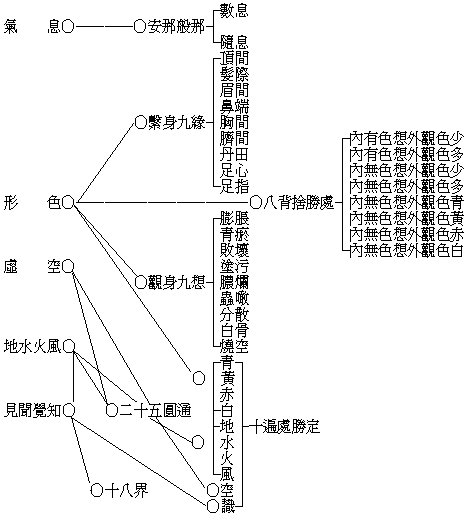 數息
氣 息 安那般那
隨息
頂間
髮際
眉間
鼻端
繫身九緣
胸間
臍間
內有色想外觀色少
丹田
內有色想外觀色多
足心
內無色想外觀色少
足指
內無色想外觀色多
形 色 八背捨勝處
內無色想外觀色青
膨脹
內無色想外觀色黃
青瘀
內無色想外觀色赤
敗壞
內無色想外觀色白
塗污
虛 空
觀身九想
膿爛
蟲噉
分散
白骨
地水火風
燒空
青
黃
赤
見聞覺知 二十五圓通 白
地
十遍處勝定
水
火
風
十八界 空
識